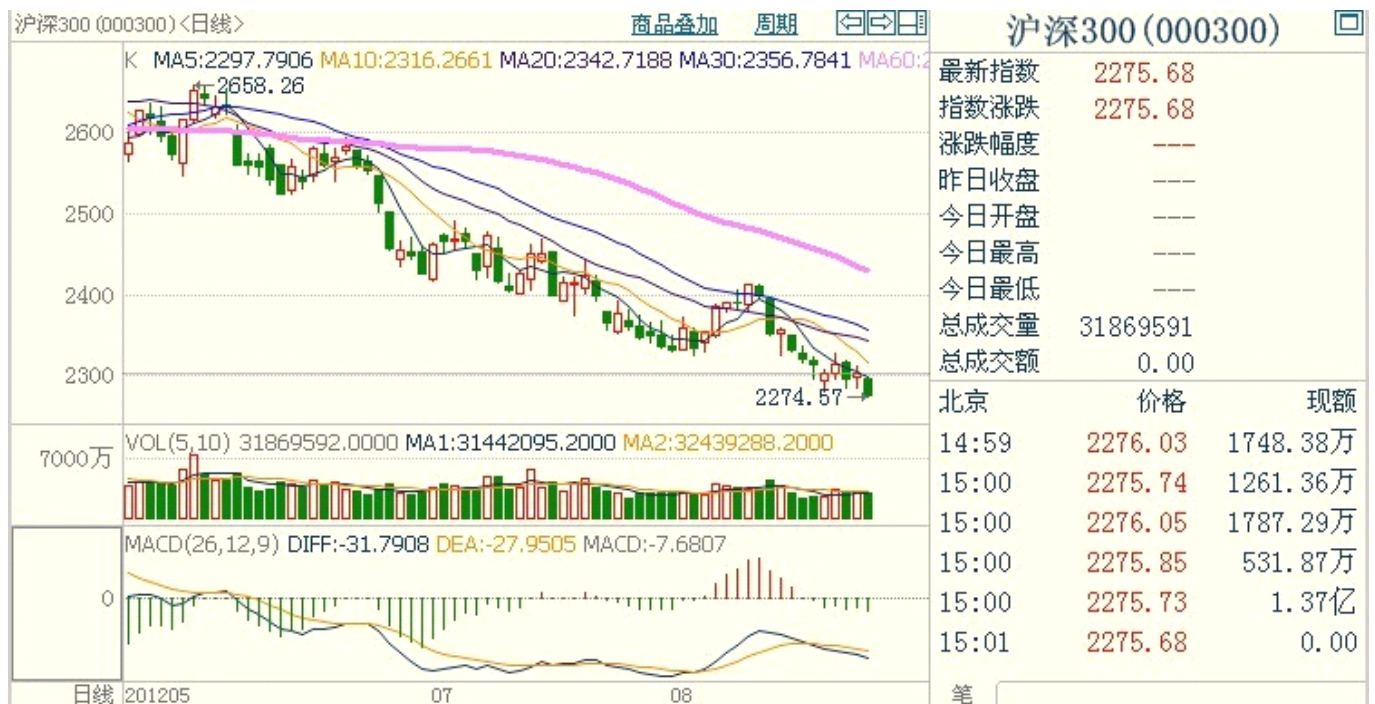 沪深300 (000300)<日线> 商品叠加 周期
K MA5:2297.7906 MA10:2316.2661 MA20:2342.7188 MA30:2356.7841 MA60:2
2658.26
2600
2500
2400
2300
2274.57
VOL(5,10) 31869592.0000 MA1:31442095.2000 MA2:32439288.2000
7000万
MACD(26,12,9) DIFF:-31.7908 DEA:-27.9505 MACD:-7.6807
0
日线 201205 07 08
沪深300(000300)
最新指数 2275.68
指数涨跌 2275.68
涨跌幅度 ---
昨日收盘 ---
今日开盘 ---
今日最高 ---
今日最低 ---
总成交量 31869591
总成交额 0.00
北京 价格 现额
14:59 2276.03 1748.38万
15:00 2275.74 1261.36万
15:00 2276.05 1787.29万
15:00 2275.85 531.87万
15:00 2275.73 1.37亿
15:01 2275.68 0.00
笔